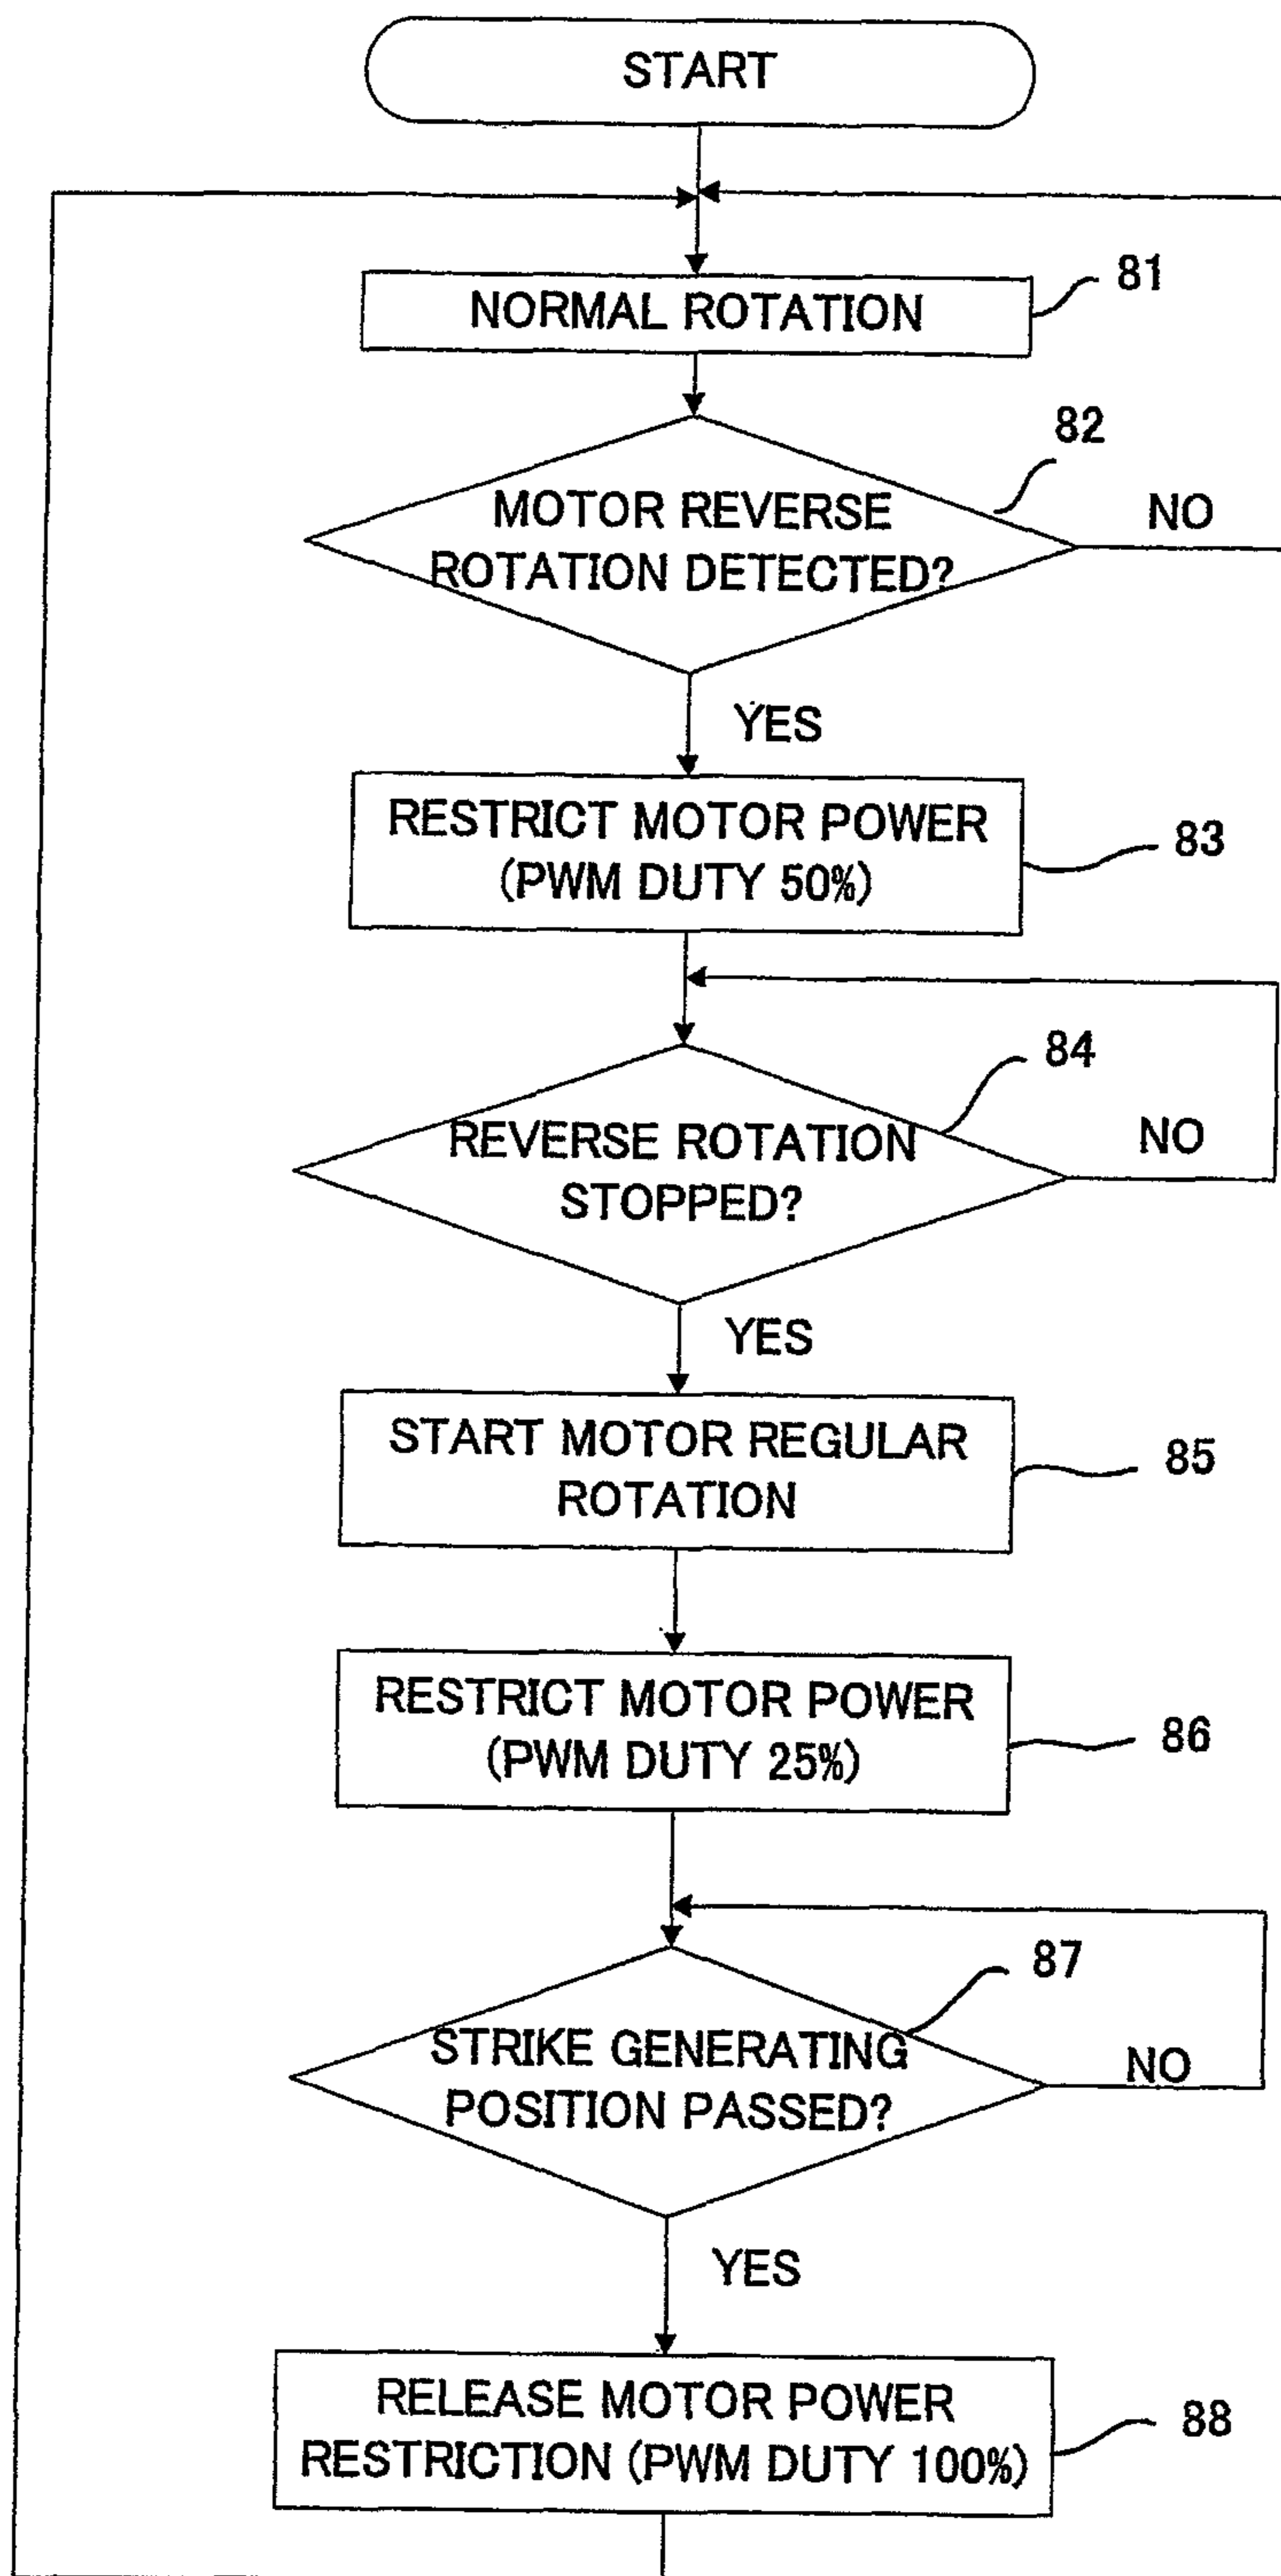 START
NORMAL ROTATION
81
82
MOTOR REVERSE
ROTATION DETECTED?
NO
YES
RESTRICT MOTOR POWER
(PWM DUTY 50%)
83
84
REVERSE ROTATION
STOPPED?
NO
YES
START MOTOR REGULAR
ROTATION
85
RESTRICT MOTOR POWER
(PWM DUTY 25%)
86
87
STRIKE GENERATING
POSITION PASSED?
NO
YES
RELEASE MOTOR POWER
RESTRICTION (PWM DUTY 100%)
88